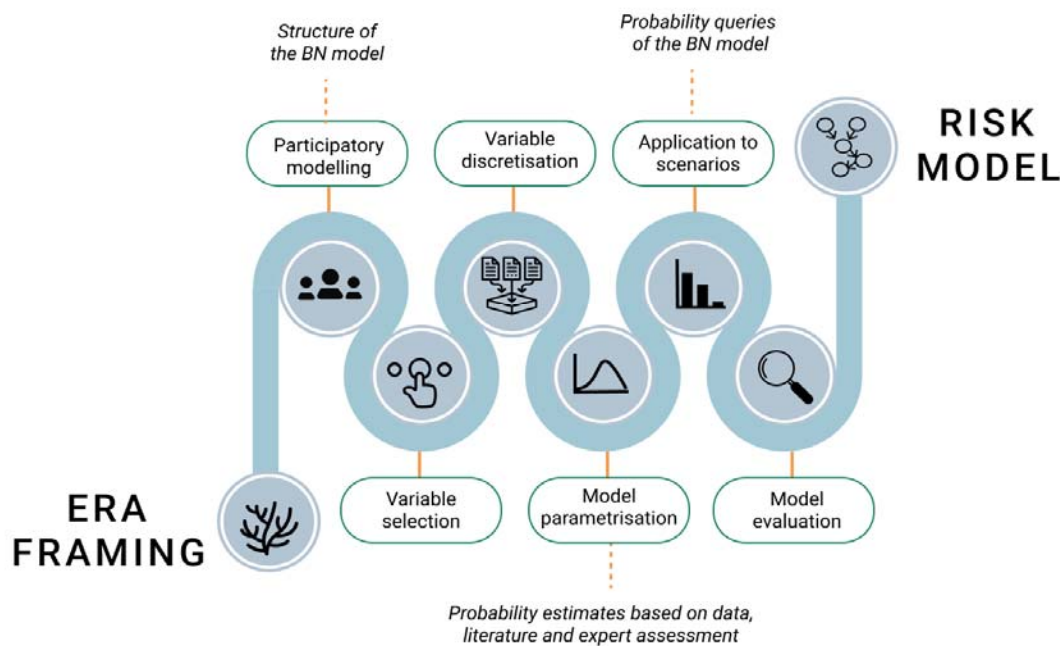 Structure of
the BN model
Probability queries
of the BN model
Participatory
modelling
Variable
discretisation
Application to
scenarios
RISK
MODEL
ERA
FRAMING
Variable
selection
Model
parametrisation
Model
evaluation
Probability estimates based on data,
literature and expert assessment